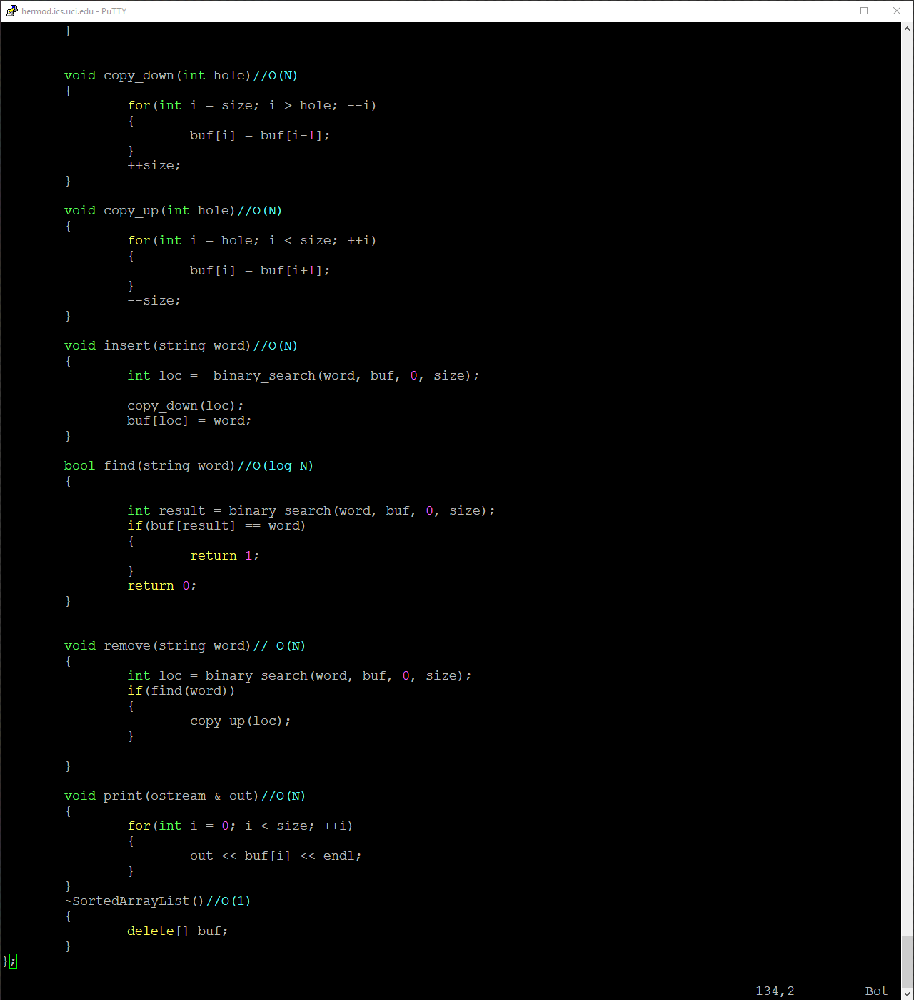 hermod.ics.uci.edu - PuTTY
}
void copy_down(int hole)//O(N)
{
for(int i = size; i > hole; --i)
{
buf[i] = buf[i-1];
}
++size;
}
void copy_up(int hole)//O(N)
{
for(int i = hole; i < size; ++i)
{
buf[i] = buf[i+1];
}
--size;
}
void insert(string word)//O(N)
{
int loc =  binary_search(word, buf, 0, size);
copy_down(loc);
buf[loc] = word;
}
bool find(string word)//O(log N)
{
int result = binary_search(word, buf, 0, size);
if(buf[result] == word)
{
return 1;
}
return 0;
}
void remove(string word)// O(N)
{
int loc = binary_search(word, buf, 0, size);
if(find(word))
{
copy_up(loc);
}
}
void print(ostream & out)//O(N)
{
for(int i = 0; i < size; ++i)
{
out << buf[i] << endl;
}
}
~SortedArrayList()//O(1)
{
delete[] buf;
}
};
134,2 Bot